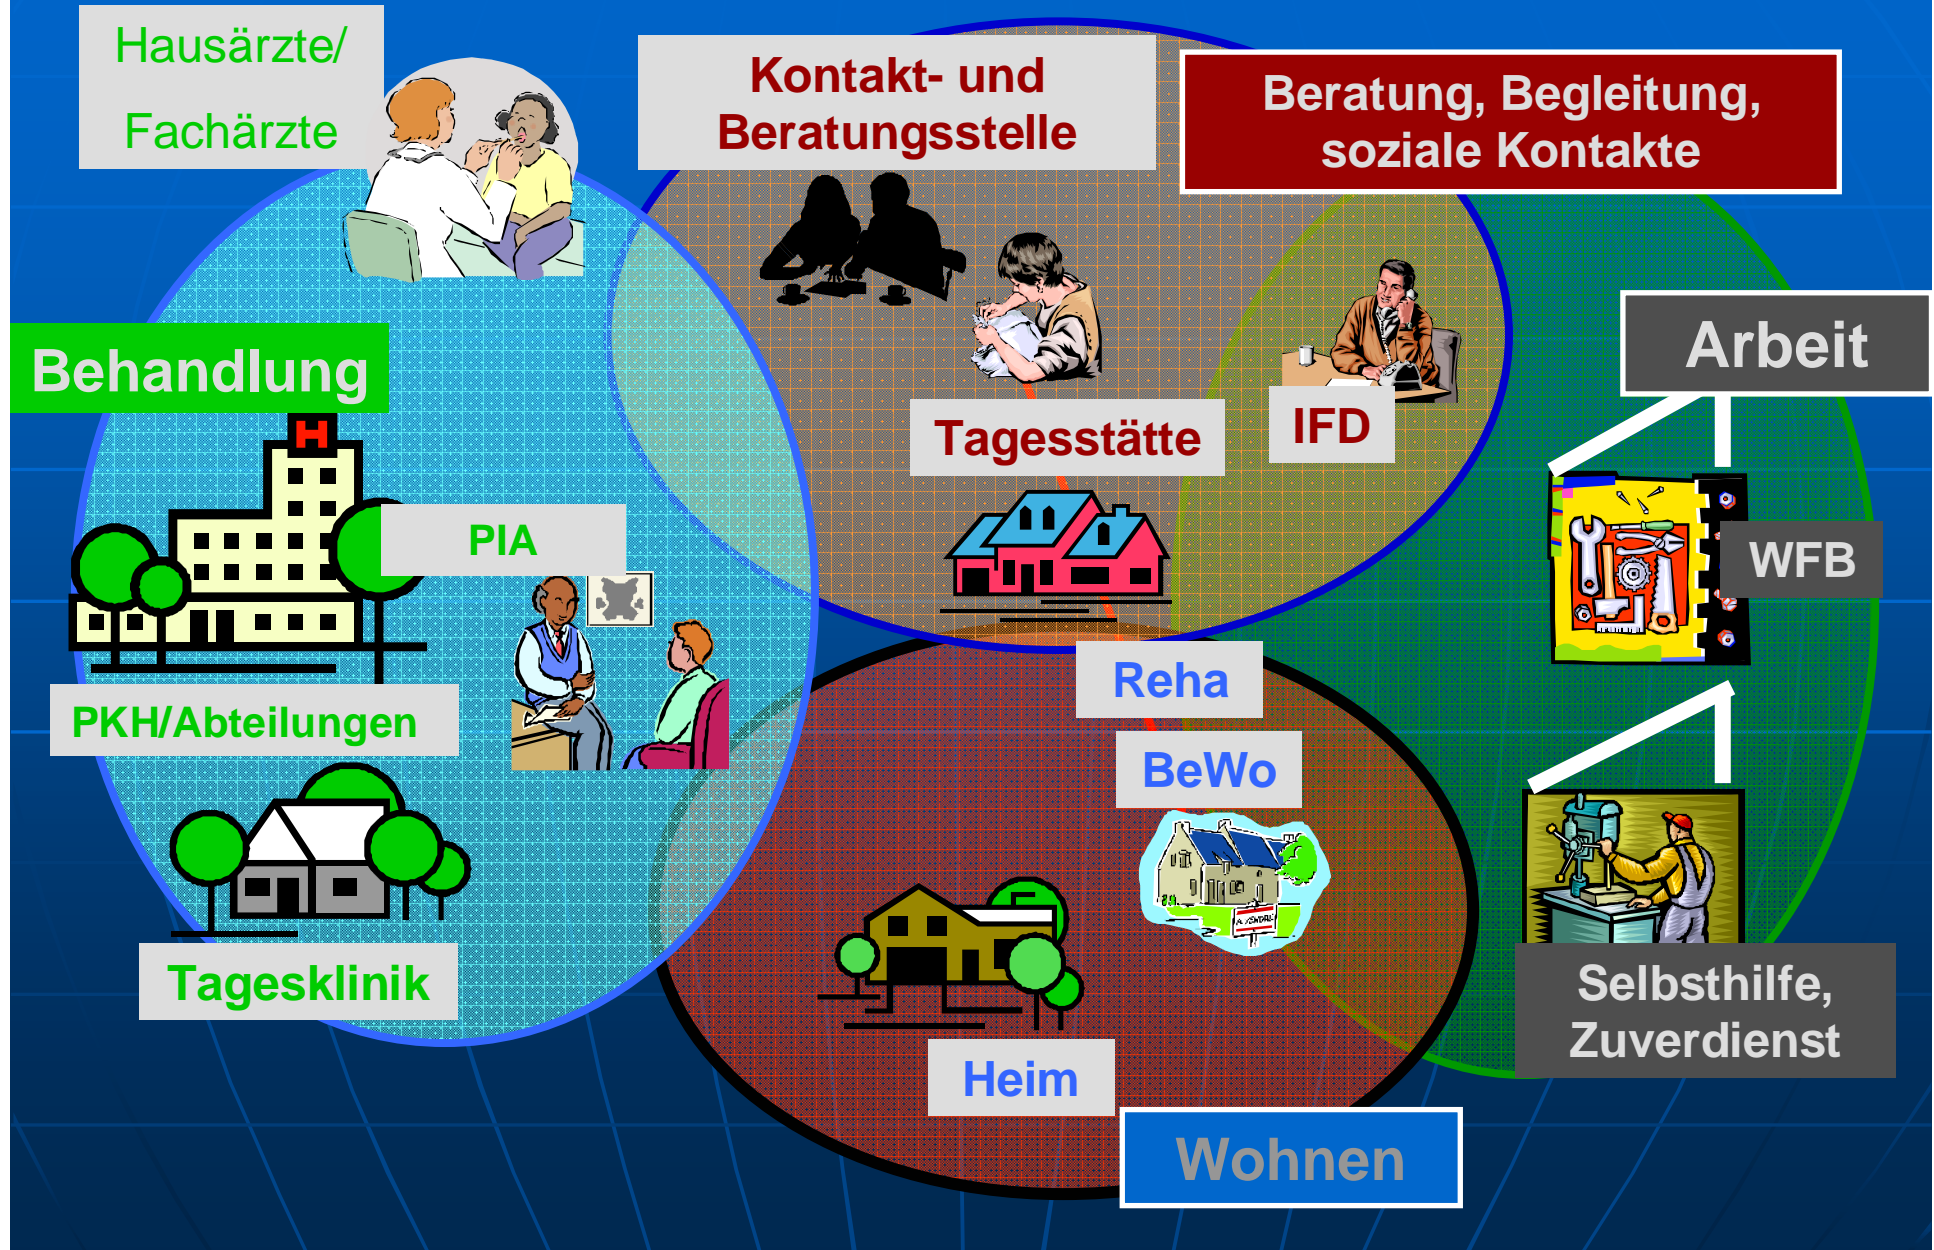 Hausärzte/
Fachärzte
Kontakt- und
Beratungsstelle
Beratung, Begleitung,
soziale Kontakte
Behandlung
H
Arbeit
Tagesstätte
IFD
PIA
WFB
Reha
PKH/Abteilungen
BeWo
A VENDRE
Tagesklinik
Selbsthilfe,
Zuverdienst
Heim
Wohnen